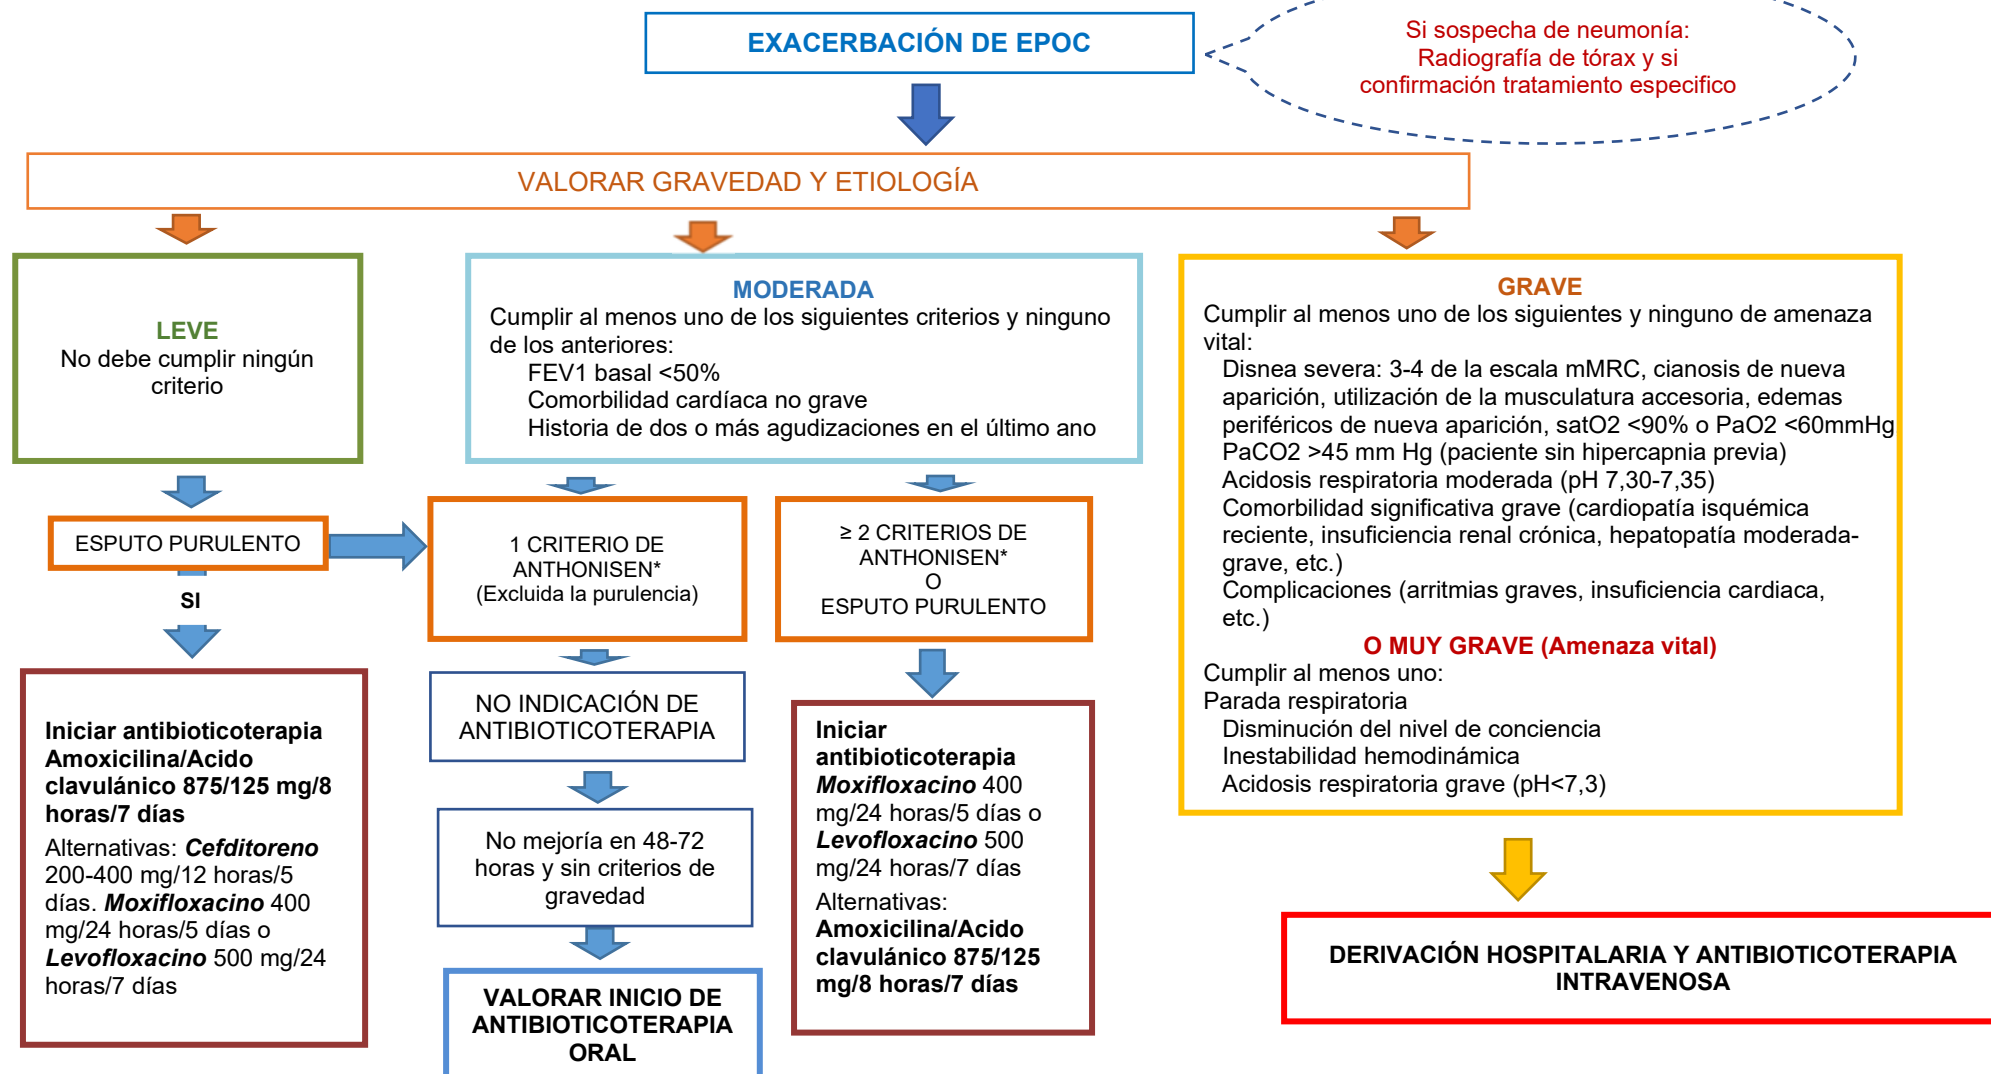 EXACERBACIÓN DE EPOC
Si sospecha de neumonía:
Radiografía de tórax y si
confirmación tratamiento especifico
VALORAR GRAVEDAD Y ETIOLOGÍA
LEVE
No debe cumplir ningún
criterio
MODERADA
Cumplir al menos uno de los siguientes criterios y ninguno
de los anteriores:
FEV1 basal <50%
Comorbilidad cardíaca no grave
Historia de dos o más agudizaciones en el último ano
GRAVE
Cumplir al menos uno de los siguientes y ninguno de amenaza
vital:
Disnea severa: 3-4 de la escala mMRC, cianosis de nueva
aparición, utilización de la musculatura accesoria, edemas
periféricos de nueva aparición, satO2 <90% o PaO2 <60mmHg
PaCO2 >45 mm Hg (paciente sin hipercapnia previa)
Acidosis respiratoria moderada (pH 7,30-7,35)
Comorbilidad significativa grave (cardiopatía isquémica
reciente, insuficiencia renal crónica, hepatopatía moderada-
grave, etc.)
Complicaciones (arritmias graves, insuficiencia cardiaca,
etc.)
O MUY GRAVE (Amenaza vital)
Cumplir al menos uno:
Parada respiratoria
Disminución del nivel de conciencia
Inestabilidad hemodinámica
Acidosis respiratoria grave (pH<7,3)
ESPUTO PURULENTO
SI
1 CRITERIO DE
ANTHONISEN*
(Excluida la purulencia)
≥ 2 CRITERIOS DE
ANTHONISEN*
O
ESPUTO PURULENTO
Iniciar antibioticoterapia
Amoxicilina/Acido
clavulánico 875/125 mg/8
horas/7 días
Alternativas: Cefditoreno
200-400 mg/12 horas/5
días. Moxifloxacino 400
mg/24 horas/5 días o
Levofloxacino 500 mg/24
horas/7 días
NO INDICACIÓN DE
ANTIBIOTICOTERAPIA
No mejoría en 48-72
horas y sin criterios de
gravedad
VALORAR INICIO DE
ANTIBIOTICOTERAPIA
ORAL
Iniciar
antibioticoterapia
Moxifloxacino 400
mg/24 horas/5 días o
Levofloxacino 500
mg/24 horas/7 días
Alternativas:
Amoxicilina/Acido
clavulánico 875/125
mg/8 horas/7 días
DERIVACIÓN HOSPITALARIA Y ANTIBIOTICOTERAPIA
INTRAVENOSA